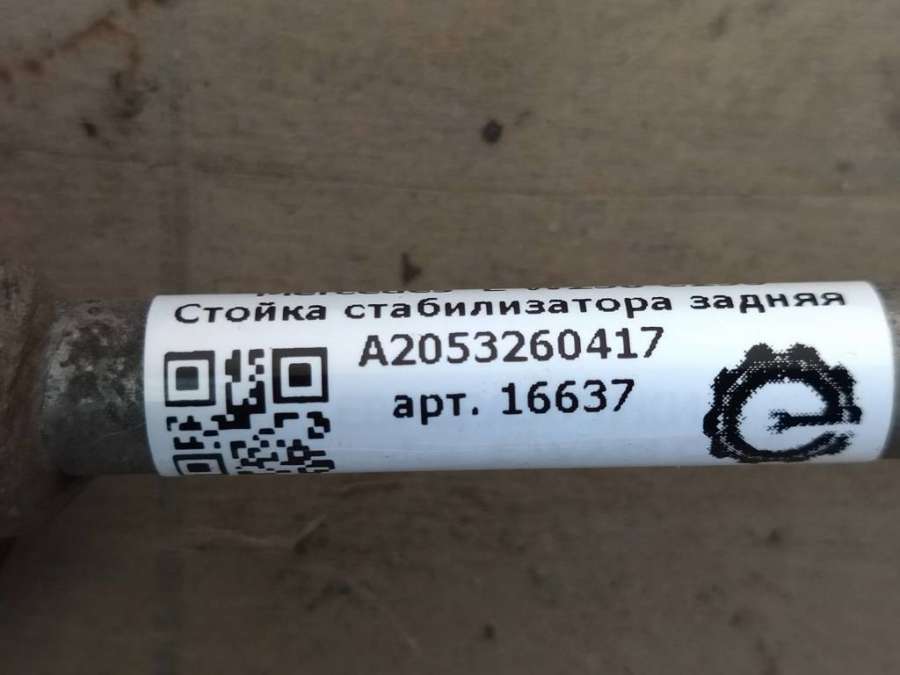 Стойка стабилизатора задняя
A2053260417
арт. 16637